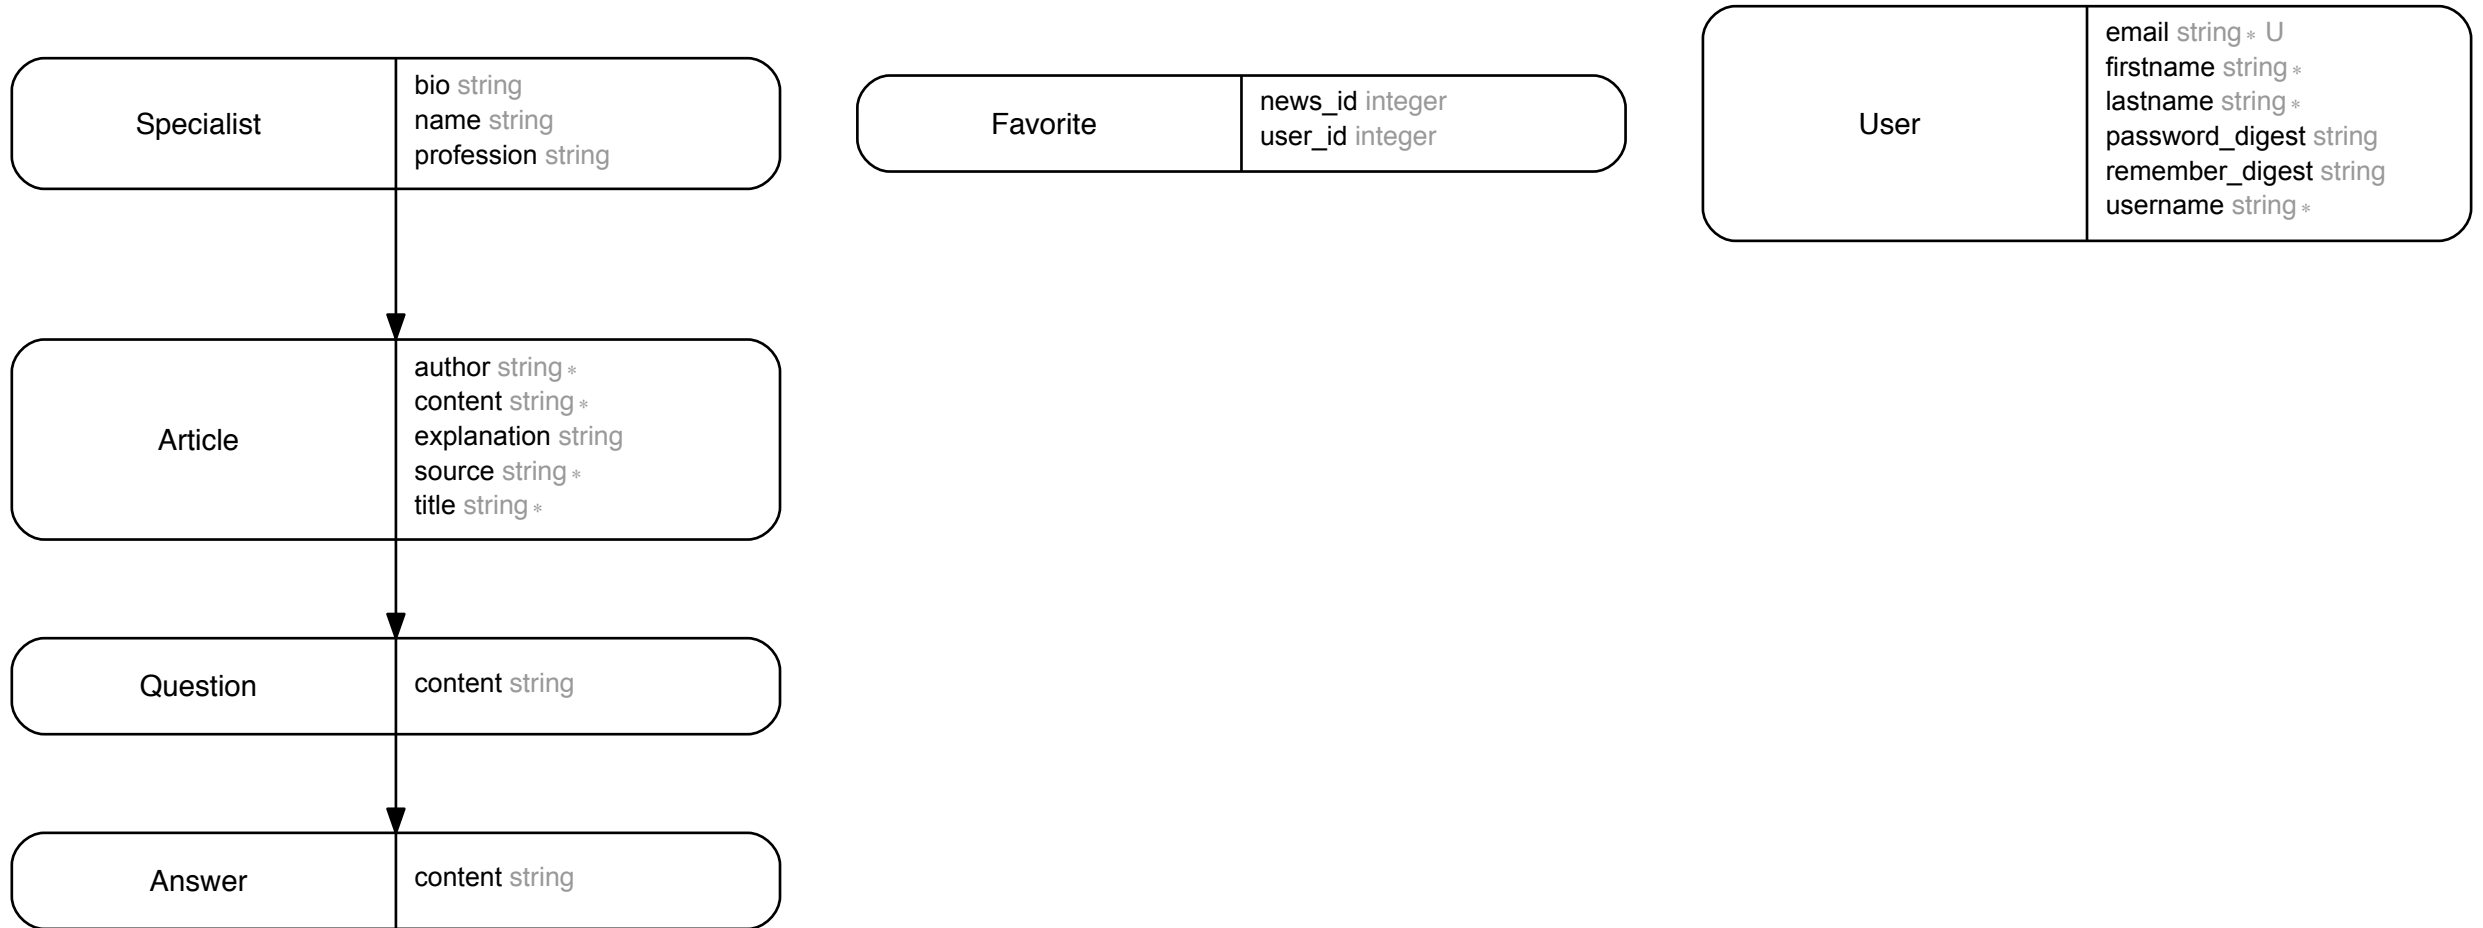 Specialist
bio string
name string
profession string
Favorite
news_id integer
user_id integer
User
email string ∗ U
firstname string ∗
lastname string ∗
password_digest string
remember_digest string
username string ∗
Article
author string ∗
content string ∗
explanation string
source string ∗
title string ∗
Question
content string
Answer
content string